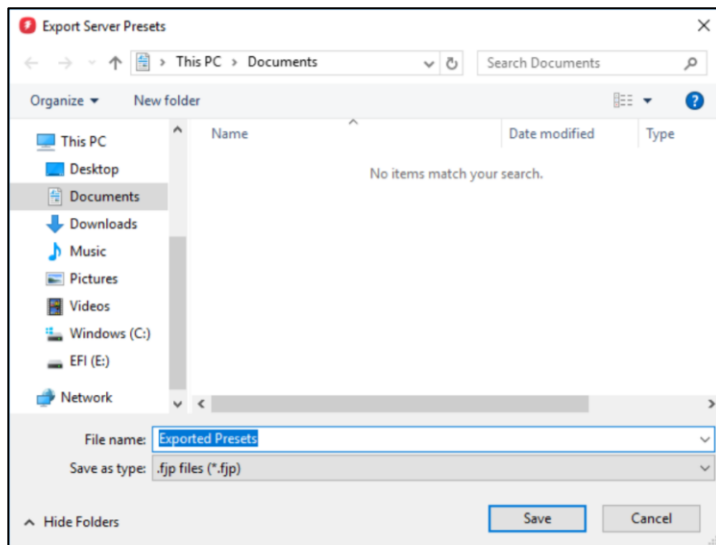 Export Server Presets
This PC > Documents
Search Documents
Organize
New folder
This PC
Desktop
Documents
Downloads
Music
Pictures
Videos
Windows (C:)
EFI (E:)
Network
Name
Date modified
Type
No items match your search.
File name: Exported Presets
Save as type: .fjp files (*.fjp)
Hide Folders
Save
Cancel